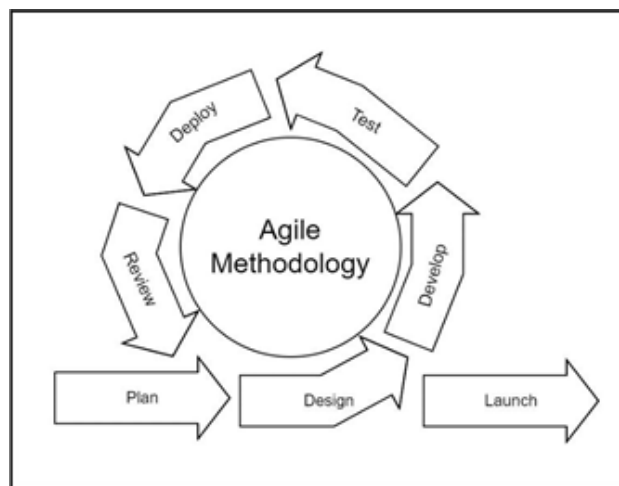 Agile
Methodology
Plan
Design
Develop
Test
Deploy
Review
Launch